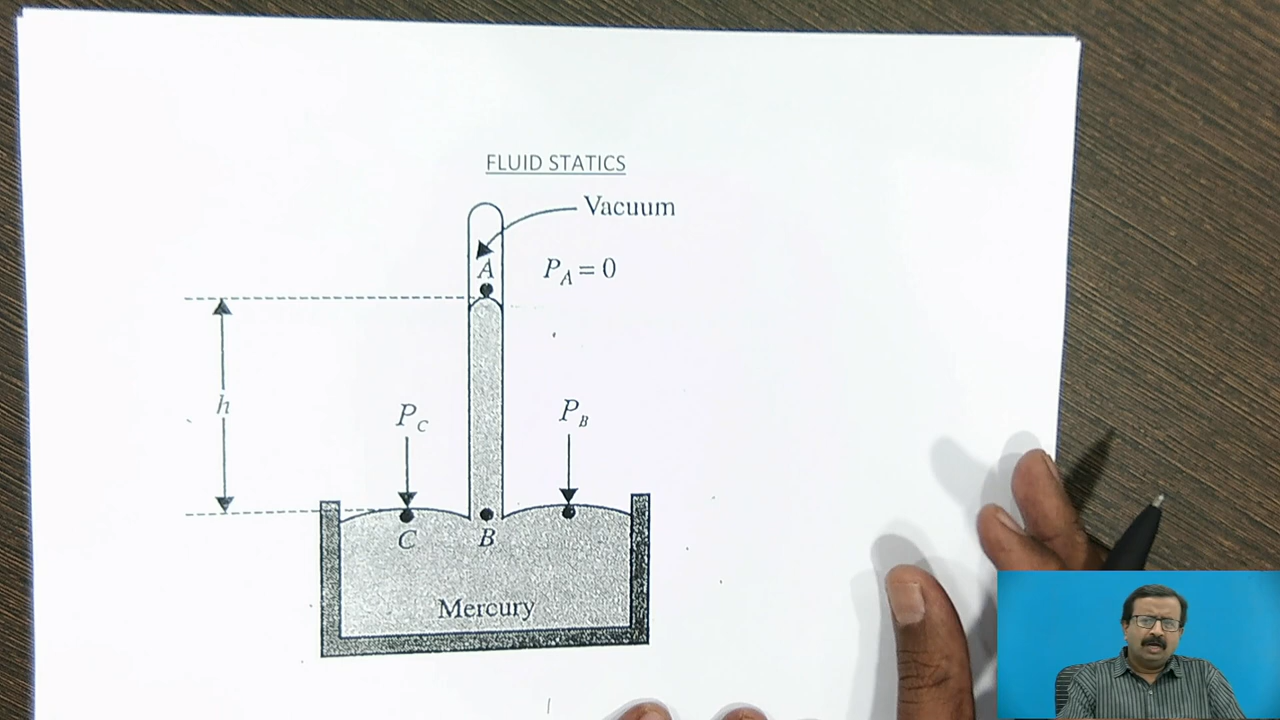 FLUID STATICS
Vacuum
A
P_A = 0
h
P_C
P_B
C
B
Mercury